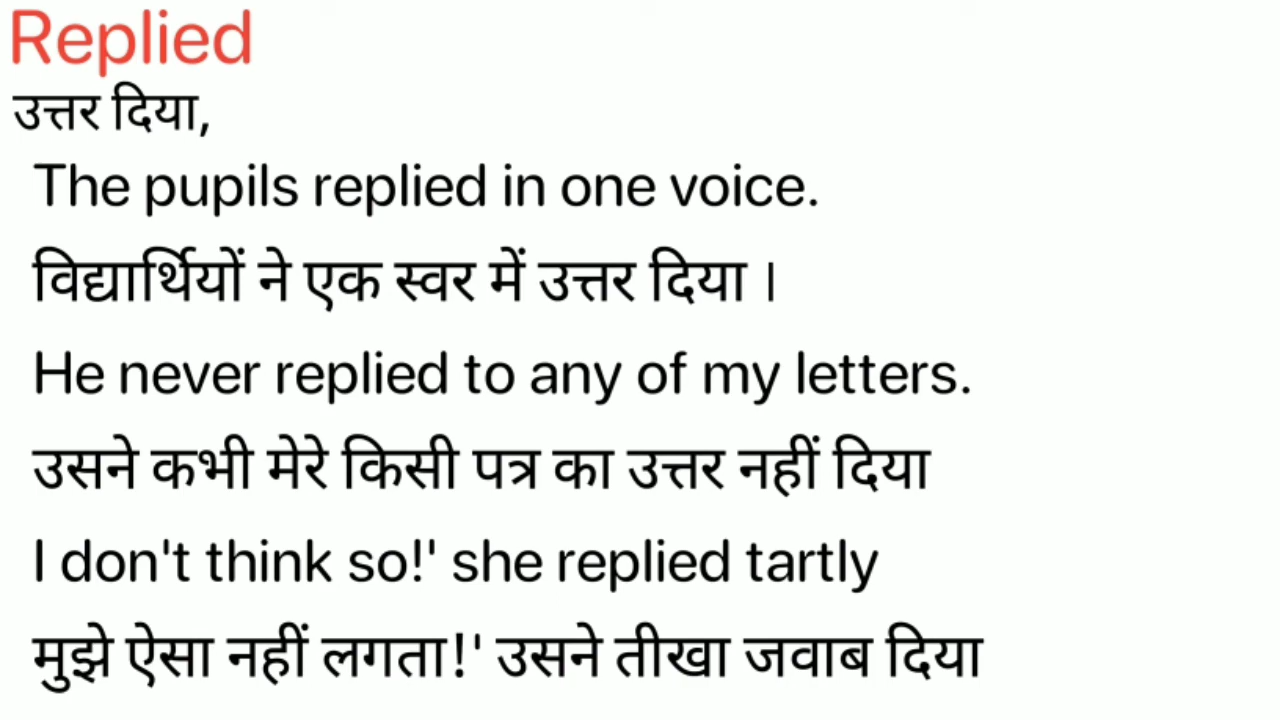 Replied
उत्तर दिया,
The pupils replied in one voice.
विद्यार्थियों ने एक स्वर में उत्तर दिया ।
He never replied to any of my letters.
उसने कभी मेरे किसी पत्र का उत्तर नहीं दिया
I don't think so!' she replied tartly
मुझे ऐसा नहीं लगता!' उसने तीखा जवाब दिया